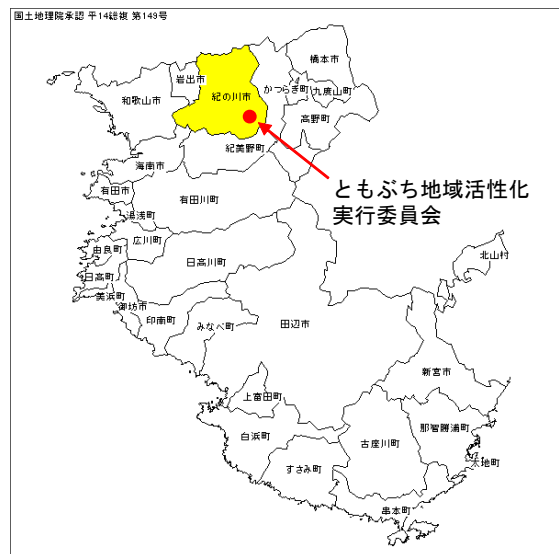 国土地理院承認 平14総複 第149号
橋本市
岩出市
かつらぎ町
九度山町
紀の川市
和歌山市
高野町
紀美野町
海南市
ともぶち地域活性化
実行委員会
有田市
有田川町
湯浅町
広川町
由良町
北山村
日高川町
日高町
美浜町
御坊市
印南町
みなべ町
田辺市
新宮市
上富田町
那智勝浦町
白浜町
古座川町
太地町
すさみ町
串本町